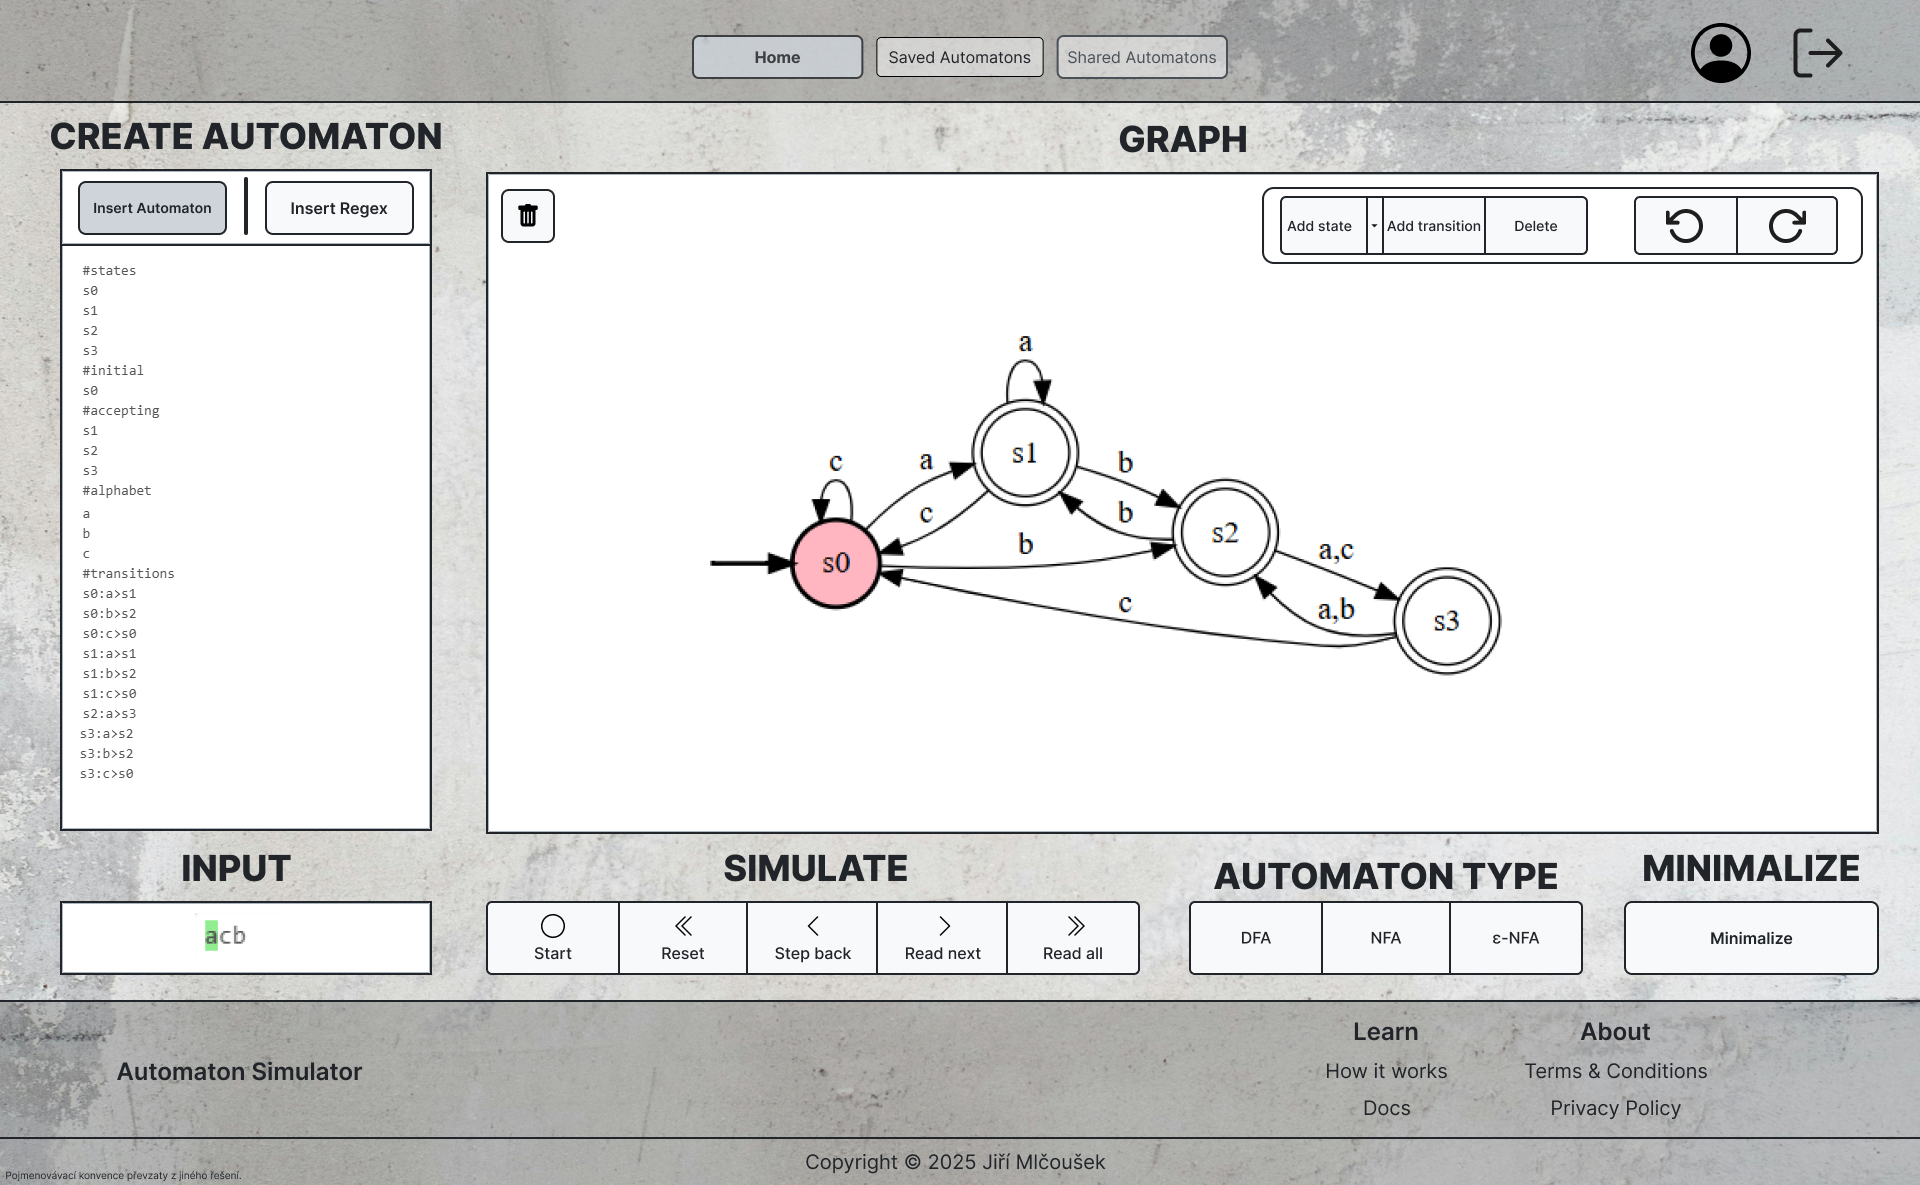 Home
Saved Automatons
Shared Automatons
CREATE AUTOMATON
Insert Automaton
Insert Regex
#states
s0
s1
s2
s3
#initial
s0
#accepting
s1
s2
s3
#alphabet
a
b
c
#transitions
s0:a>s1
s0:b>s2
s0:c>s0
s1:a>s1
s1:b>s2
s1:c>s0
s2:a>s3
s3:a>s2
s3:b>s2
s3:c>s0
GRAPH
Add state
Add transition
Delete
a
s1
c
a
b
c
b
s2
b
s0
a,c
c
a,b
s3
INPUT
acb
SIMULATE
Start
Reset
Step back
Read next
Read all
AUTOMATON TYPE
DFA
NFA
ε-NFA
MINIMALIZE
Minimalize
Automaton Simulator
Learn
How it works
Docs
About
Terms & Conditions
Privacy Policy
Copyright © 2025 Jiří Mlčoušek
Pojmenovávací konvence převzaty z jiného řešení.